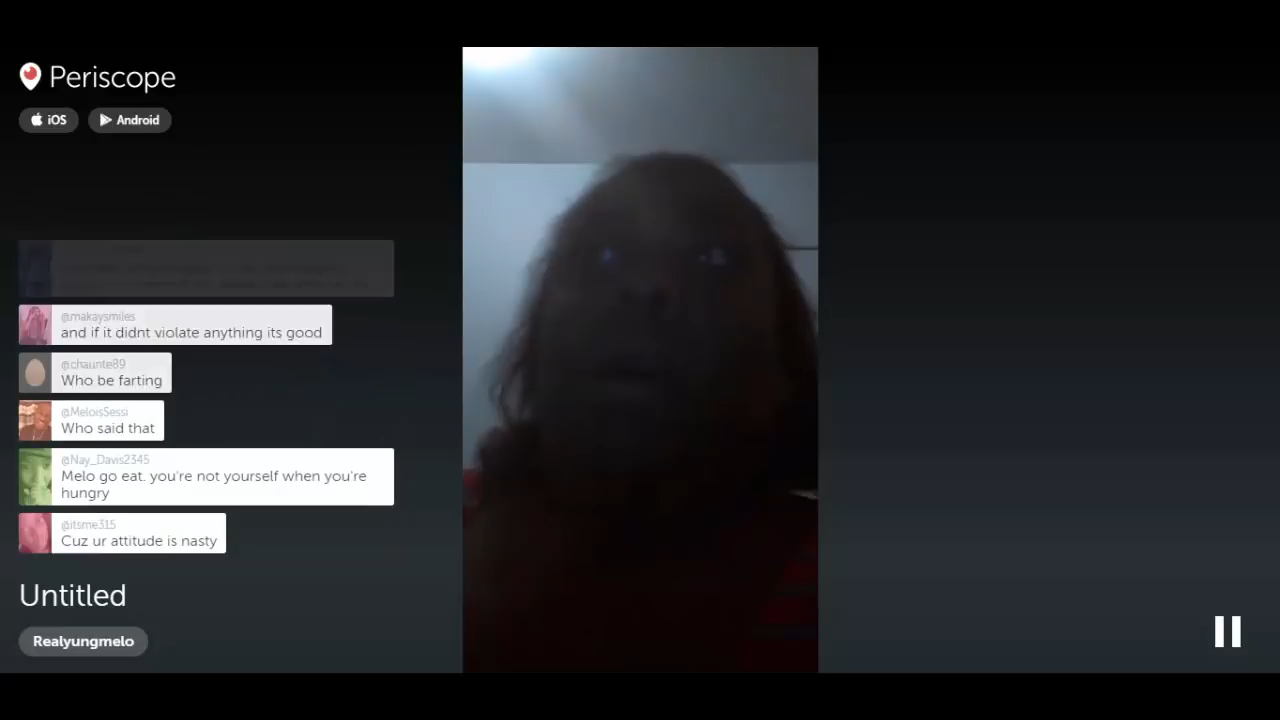 Periscope
iOS
Android
@makaysmiles
and if it didnt violate anything its good
@chaunte89
Who be farting
@MeloisSessi
Who said that
@Nay_Davis2345
Melo go eat. you're not yourself when you're
hungry
@itsme315
Cuz ur attitude is nasty
Untitled
Realyungmelo